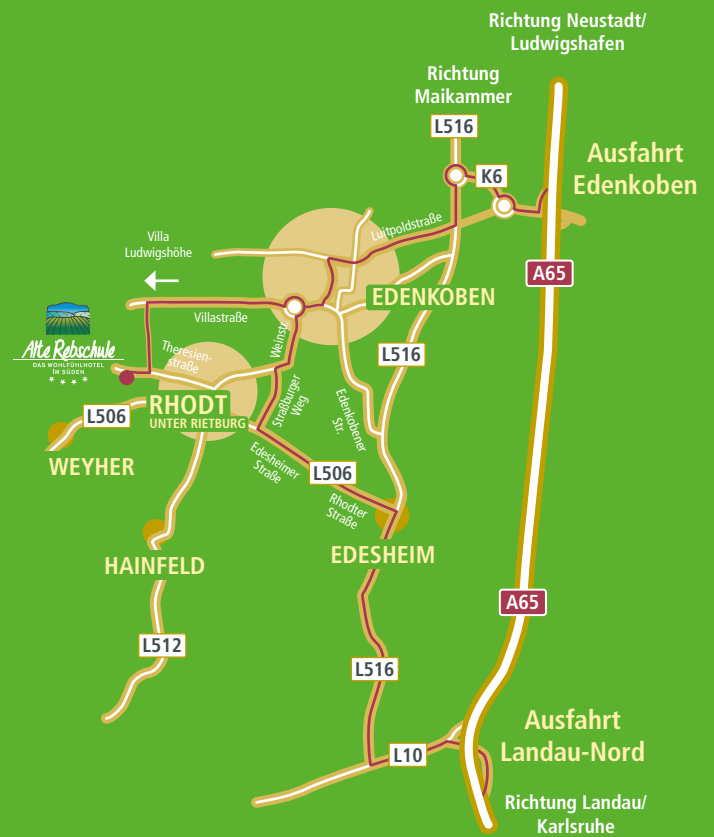 Richtung Neustadt/
Ludwigshafen
Richtung
Maikammer
L516
Ausfahrt
Edenkoben
K6
Luitpoldstraße
Villa
Ludwigshöhe
A65
EDENKOBEN
Villastraße
Weinstr.
Alte Rebschule
DAS WOHLFÜHLHOTEL
IM SÜDEN
Theresien-
straße
L516
Straßburger
Weg
Edenkobener
Str.
RHODT
UNTER RIETBURG
L506
WEYHER
Edesheimer
Straße
L506
Rhodter
Straße
EDESHEIM
HAINFELD
A65
L512
L516
Ausfahrt
Landau-Nord
L10
Richtung Landau/
Karlsruhe